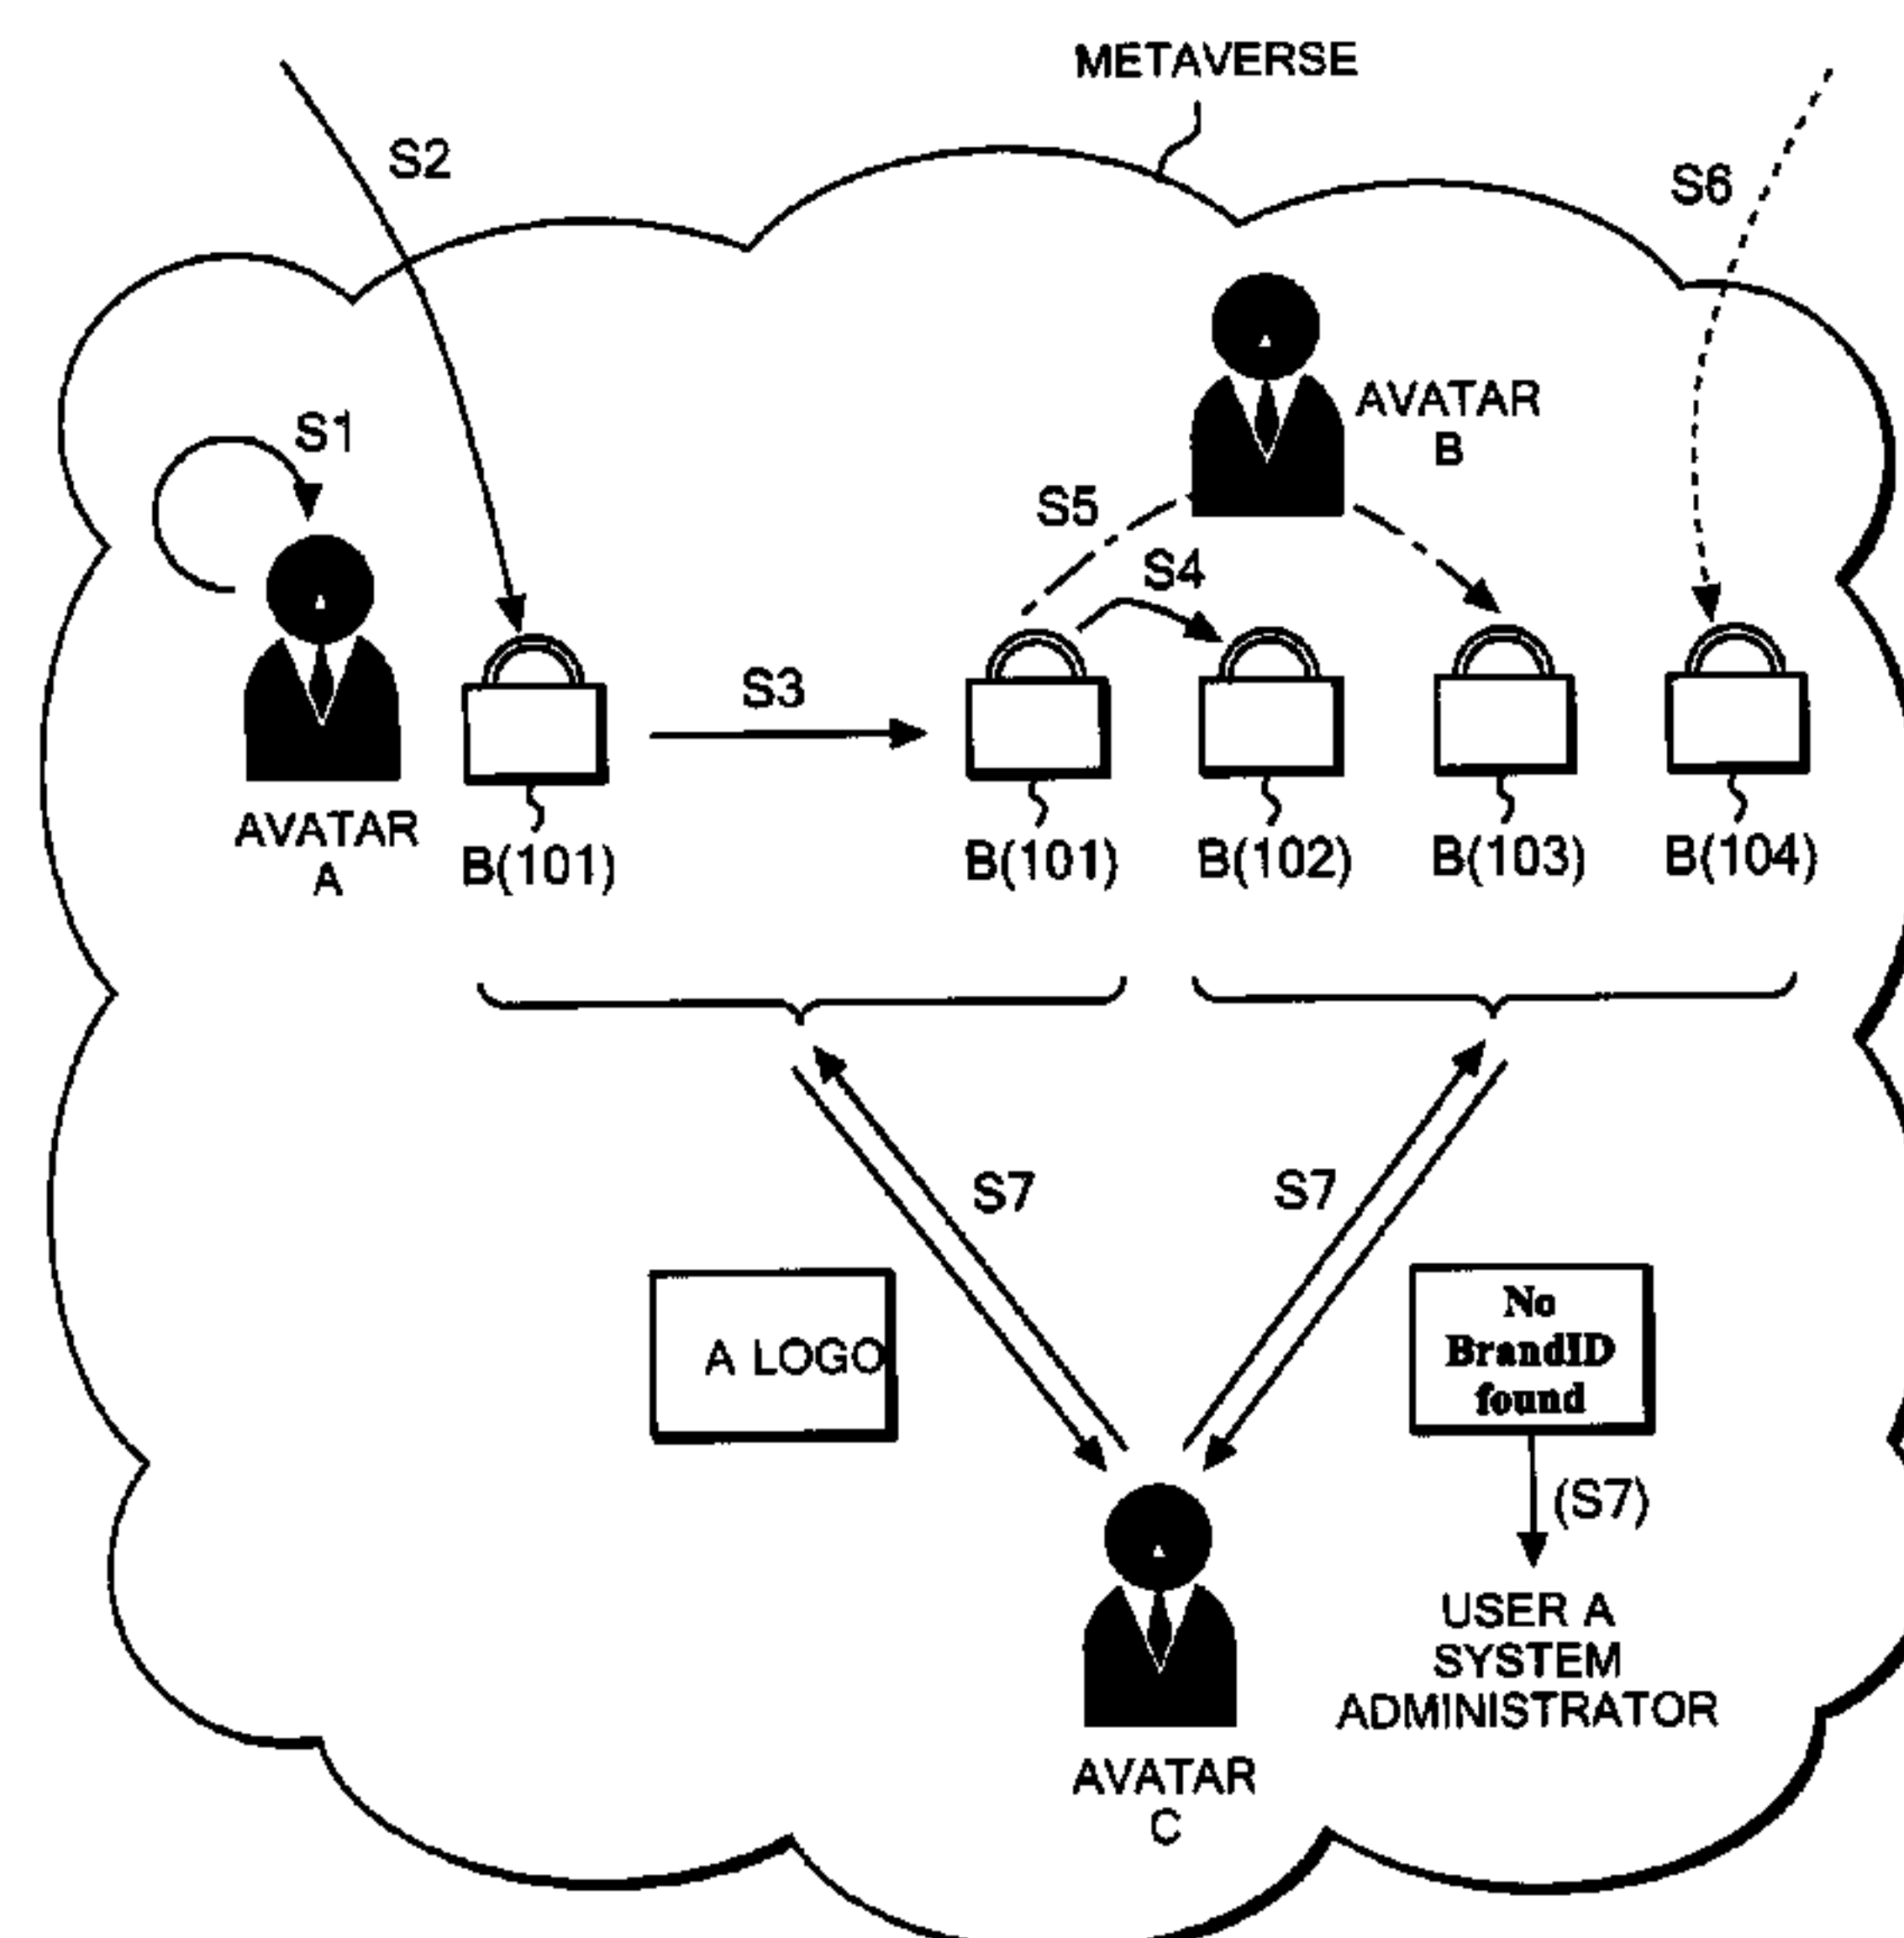 METAVERSE
S2
S6
S1
AVATAR
B
S5
S4
S3
AVATAR
A
B(101)
B(101)
B(102)
B(103)
B(104)
S7
S7
A LOGO
No
BrandID
found
(S7)
USER A
SYSTEM
ADMINISTRATOR
AVATAR
C